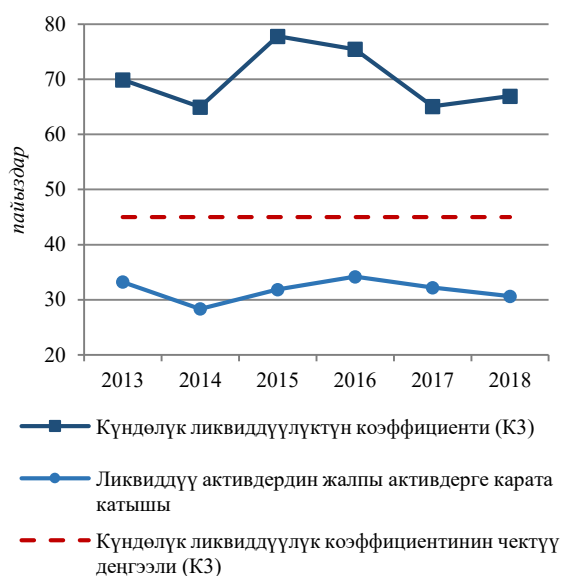 80
70
60
50
40
30
20
пайыздар
2013 2014 2015 2016 2017 2018
Күндөлүк ликвиддүүлүктүн коэффициенти (К3)
Ликвиддүү активдердин жалпы активдерге карата
катышы
Күндөлүк ликвиддүүлүк коэффициентинин чектүү
деңгээли (К3)